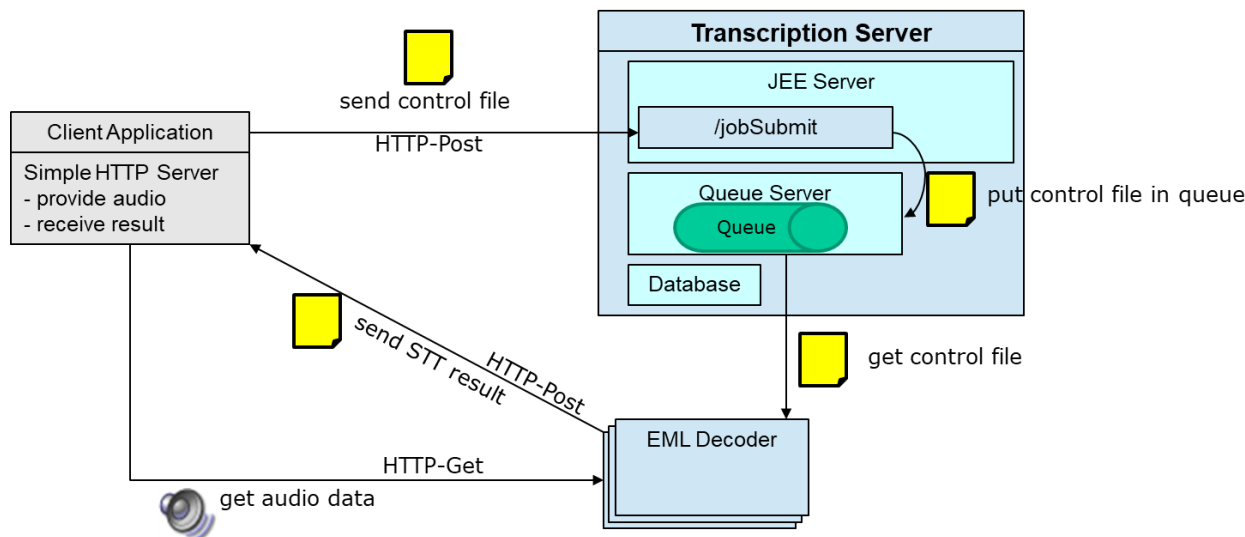 Transcription Server
JEE Server
/jobSubmit
send control file
HTTP-Post
Client Application
Simple HTTP Server
- provide audio
- receive result
Queue Server
Queue
put control file in queue
Database
send STT result
HTTP-Post
get control file
EML Decoder
HTTP-Get
get audio data